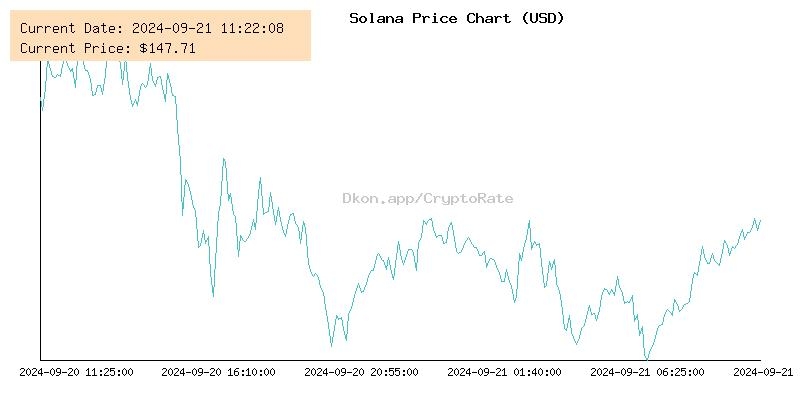 Solana Price Chart (USD)
Current Date: 2024-09-21 11:22:08
Current Price: $147.71
Dkon.app/CryptoRate
2024-09-20 11:25:00
2024-09-20 16:10:00
2024-09-20 20:55:00
2024-09-21 01:40:00
2024-09-21 06:25:00
2024-09-21